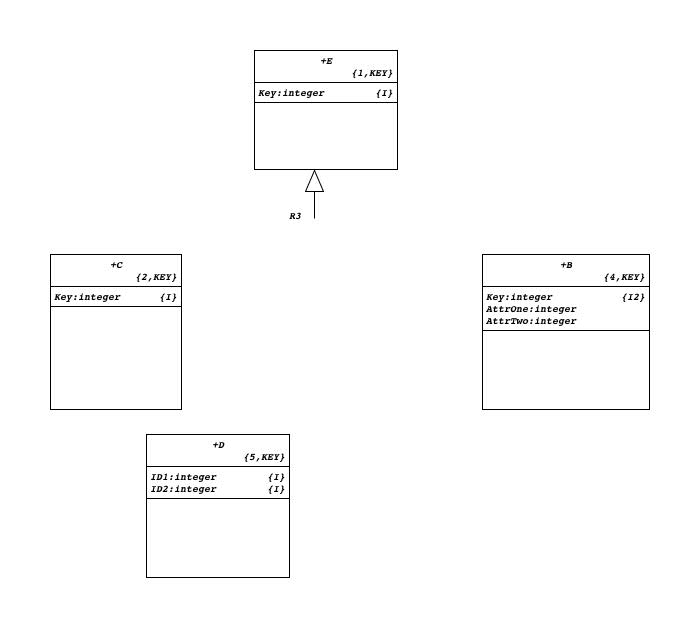 +E
{1,KEY}
Key:integer {I}
R3
+C
{2,KEY}
Key:integer {I}
+B
{4,KEY}
Key:integer {I2}
AttrOne:integer
AttrTwo:integer
+D
{5,KEY}
ID1:integer {I}
ID2:integer {I}